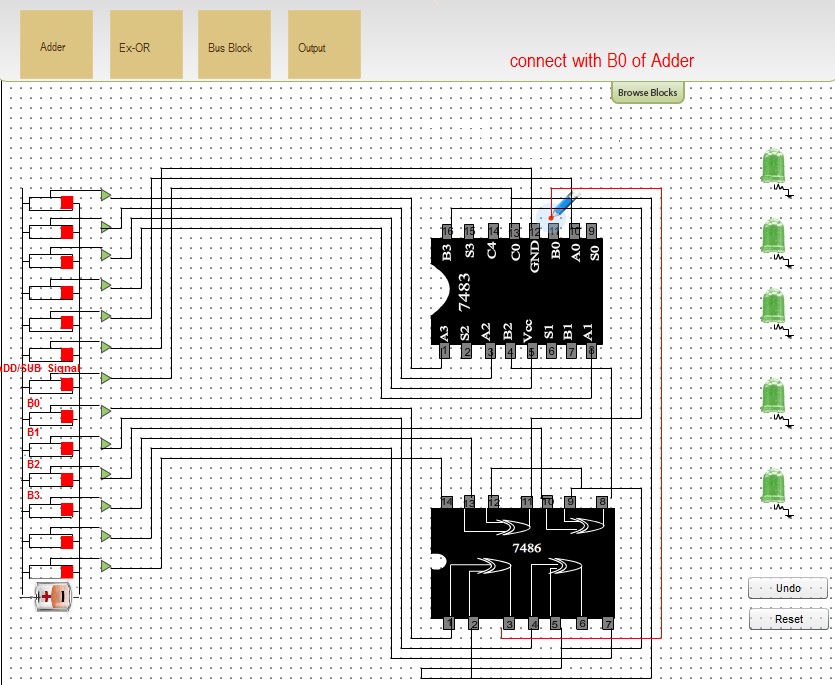 Adder
Ex-OR
Bus Block
Output
connect with B0 of Adder
Browse Blocks
16 15 14 13 12 11 10 9
B3 S3 C4 C0 GND B0 A0 S0
7483
A3 S2 A2 B2 Vcc S1 B1 A1
1 2 3 4 5 6 7 8
DD/SUB Signal
B0
B1
B2
B3
14 13 12 11 10 9 8
7486
1 2 3 4 5 6 7
Undo
Reset